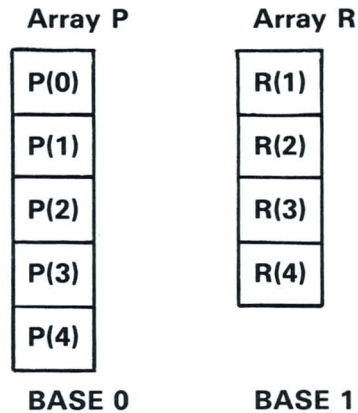 Array P
P(0)
P(1)
P(2)
P(3)
P(4)
BASE 0
Array R
R(1)
R(2)
R(3)
R(4)
BASE 1